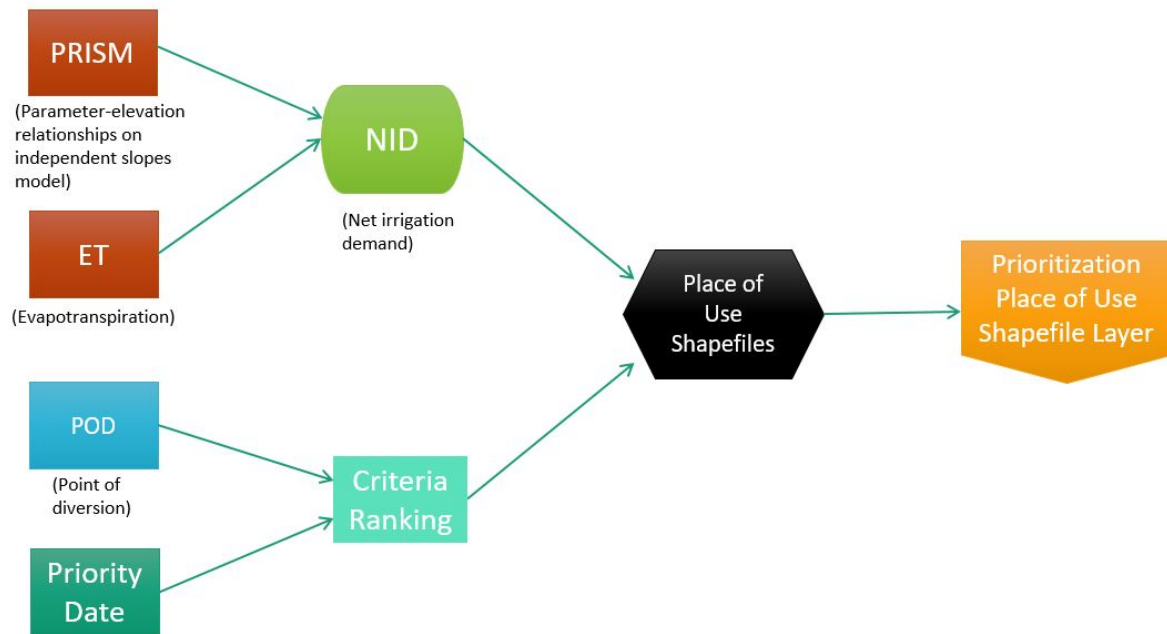 PRISM
(Parameter-elevation
relationships on
independent slopes
model)
ET
(Evapotranspiration)
POD
(Point of
diversion)
Priority
Date
NID
(Net irrigation
demand)
Criteria
Ranking
Place of
Use
Shapefiles
Prioritization
Place of Use
Shapefile Layer